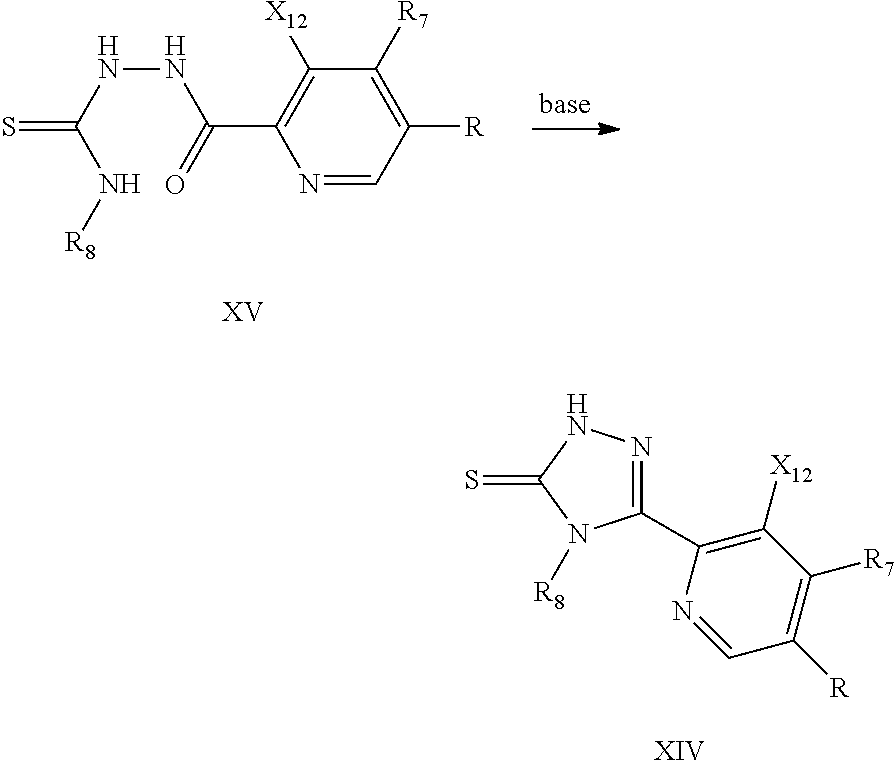 X12 R7
H H
N N
base
S R
NH O N
R8
XV
H
N N
S X12
N
R8 R7
N
R
XIV